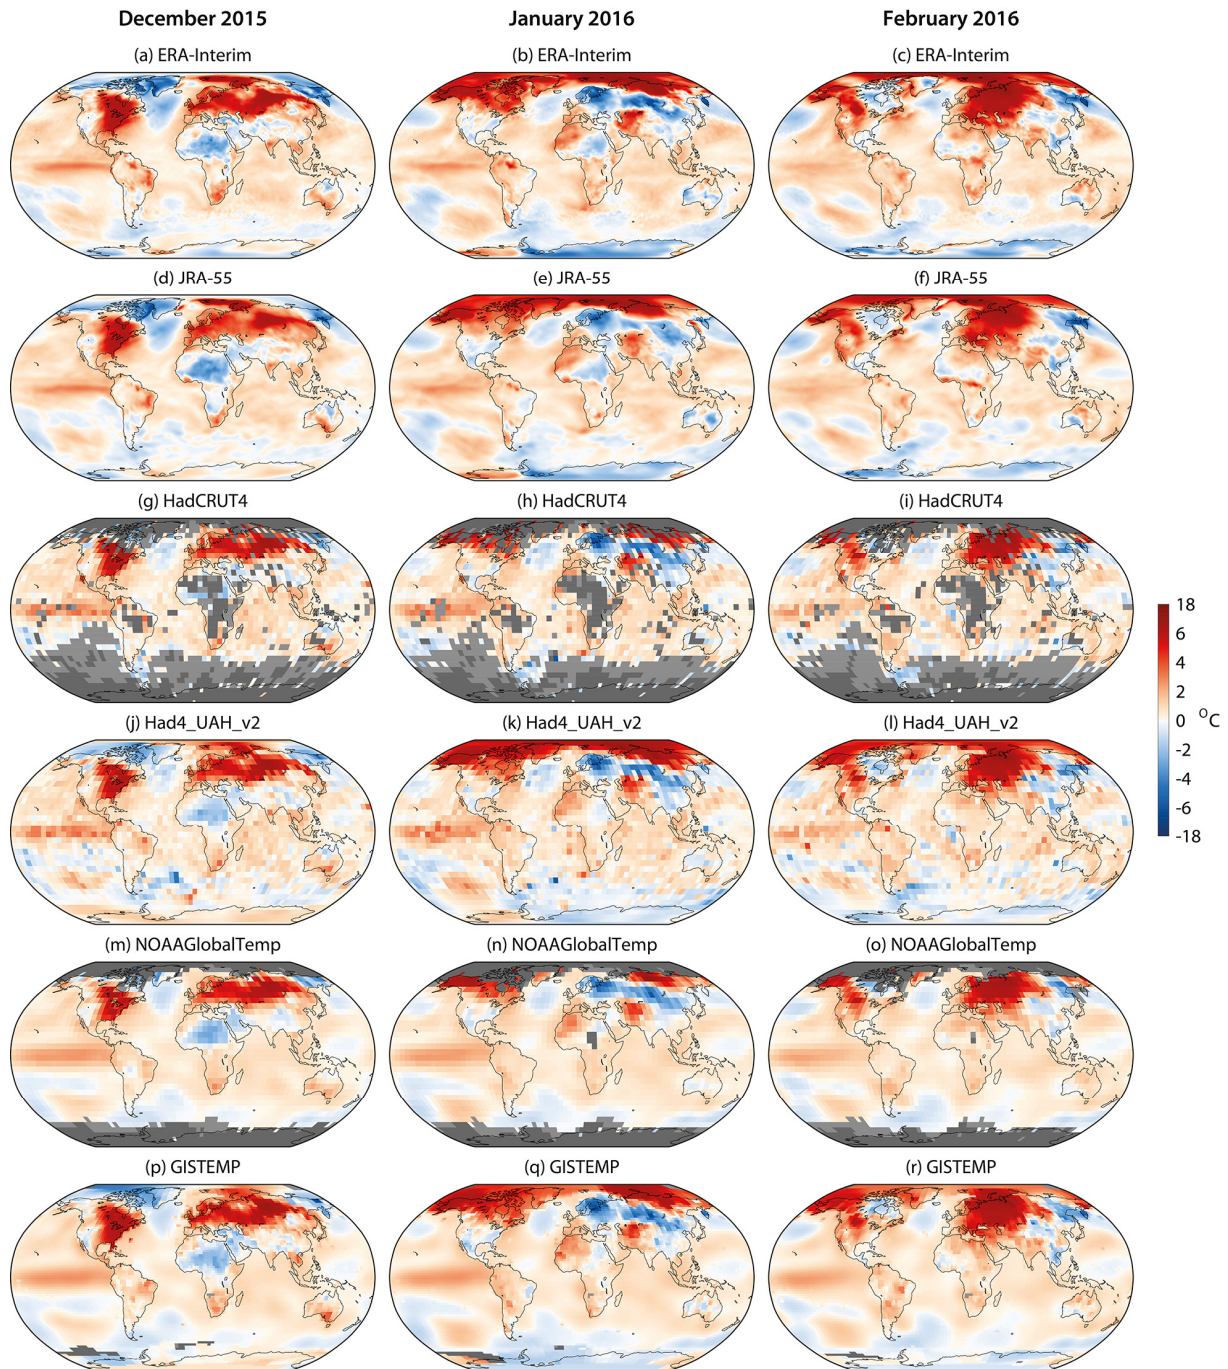 December 2015 January 2016 February 2016
(a) ERA-Interim (b) ERA-Interim (c) ERA-Interim
(d) JRA-55 (e) JRA-55 (f) JRA-55
(g) HadCRUT4 (h) HadCRUT4 (i) HadCRUT4
18
6
4
2
0 °C
-2
-4
-6
-18
(j) Had4_UAH_v2 (k) Had4_UAH_v2 (l) Had4_UAH_v2
(m) NOAAGlobalTemp (n) NOAAGlobalTemp (o) NOAAGlobalTemp
(p) GISTEMP (q) GISTEMP (r) GISTEMP